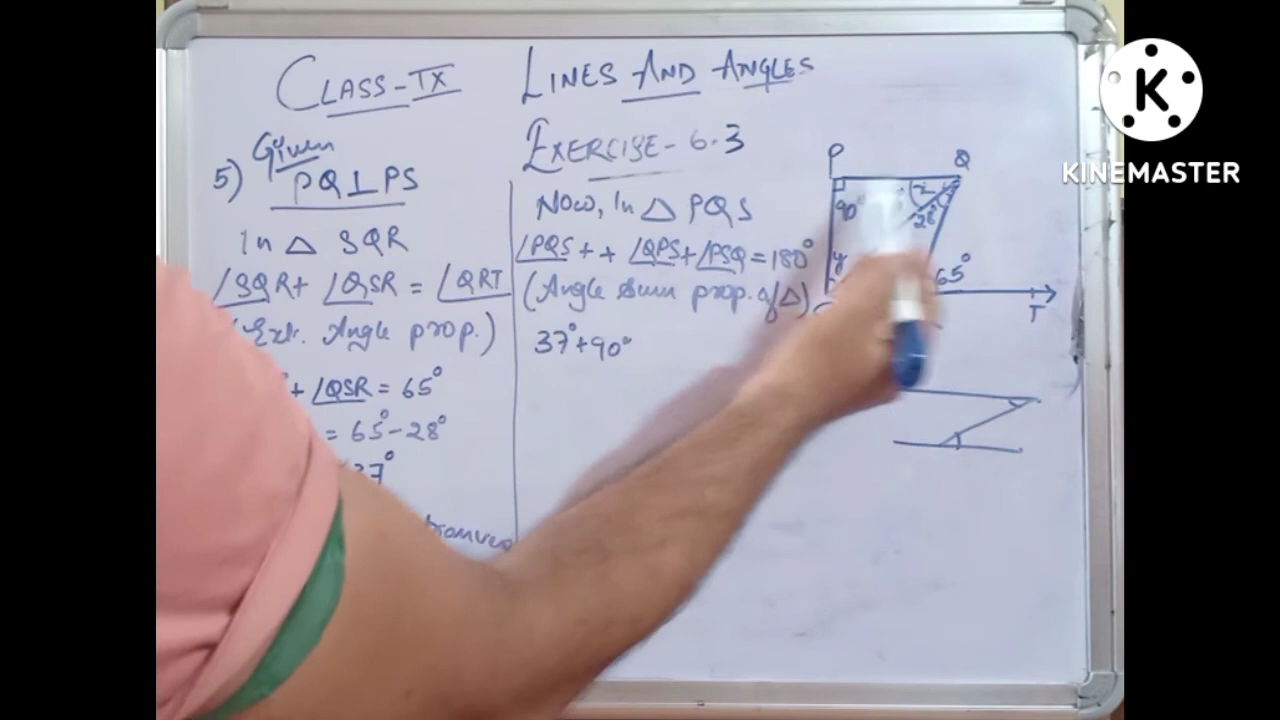 CLASS-IX
LINES AND ANGLES
EXERCISE-6.3
5) Given
PQ⊥PS
In △ SQR
∠SQR+ ∠QSR = ∠QRT
Ext. Angle prop.)
+ ∠QSR = 65°
= 65°-28°
37°
Now, In △ PQS
∠PQS+ + ∠QPS+∠PSQ=180°
(Angle Sum prop. of △)
37°+90°
P
Q
90°
x
28°
y
65°
T
K
KINEMASTER